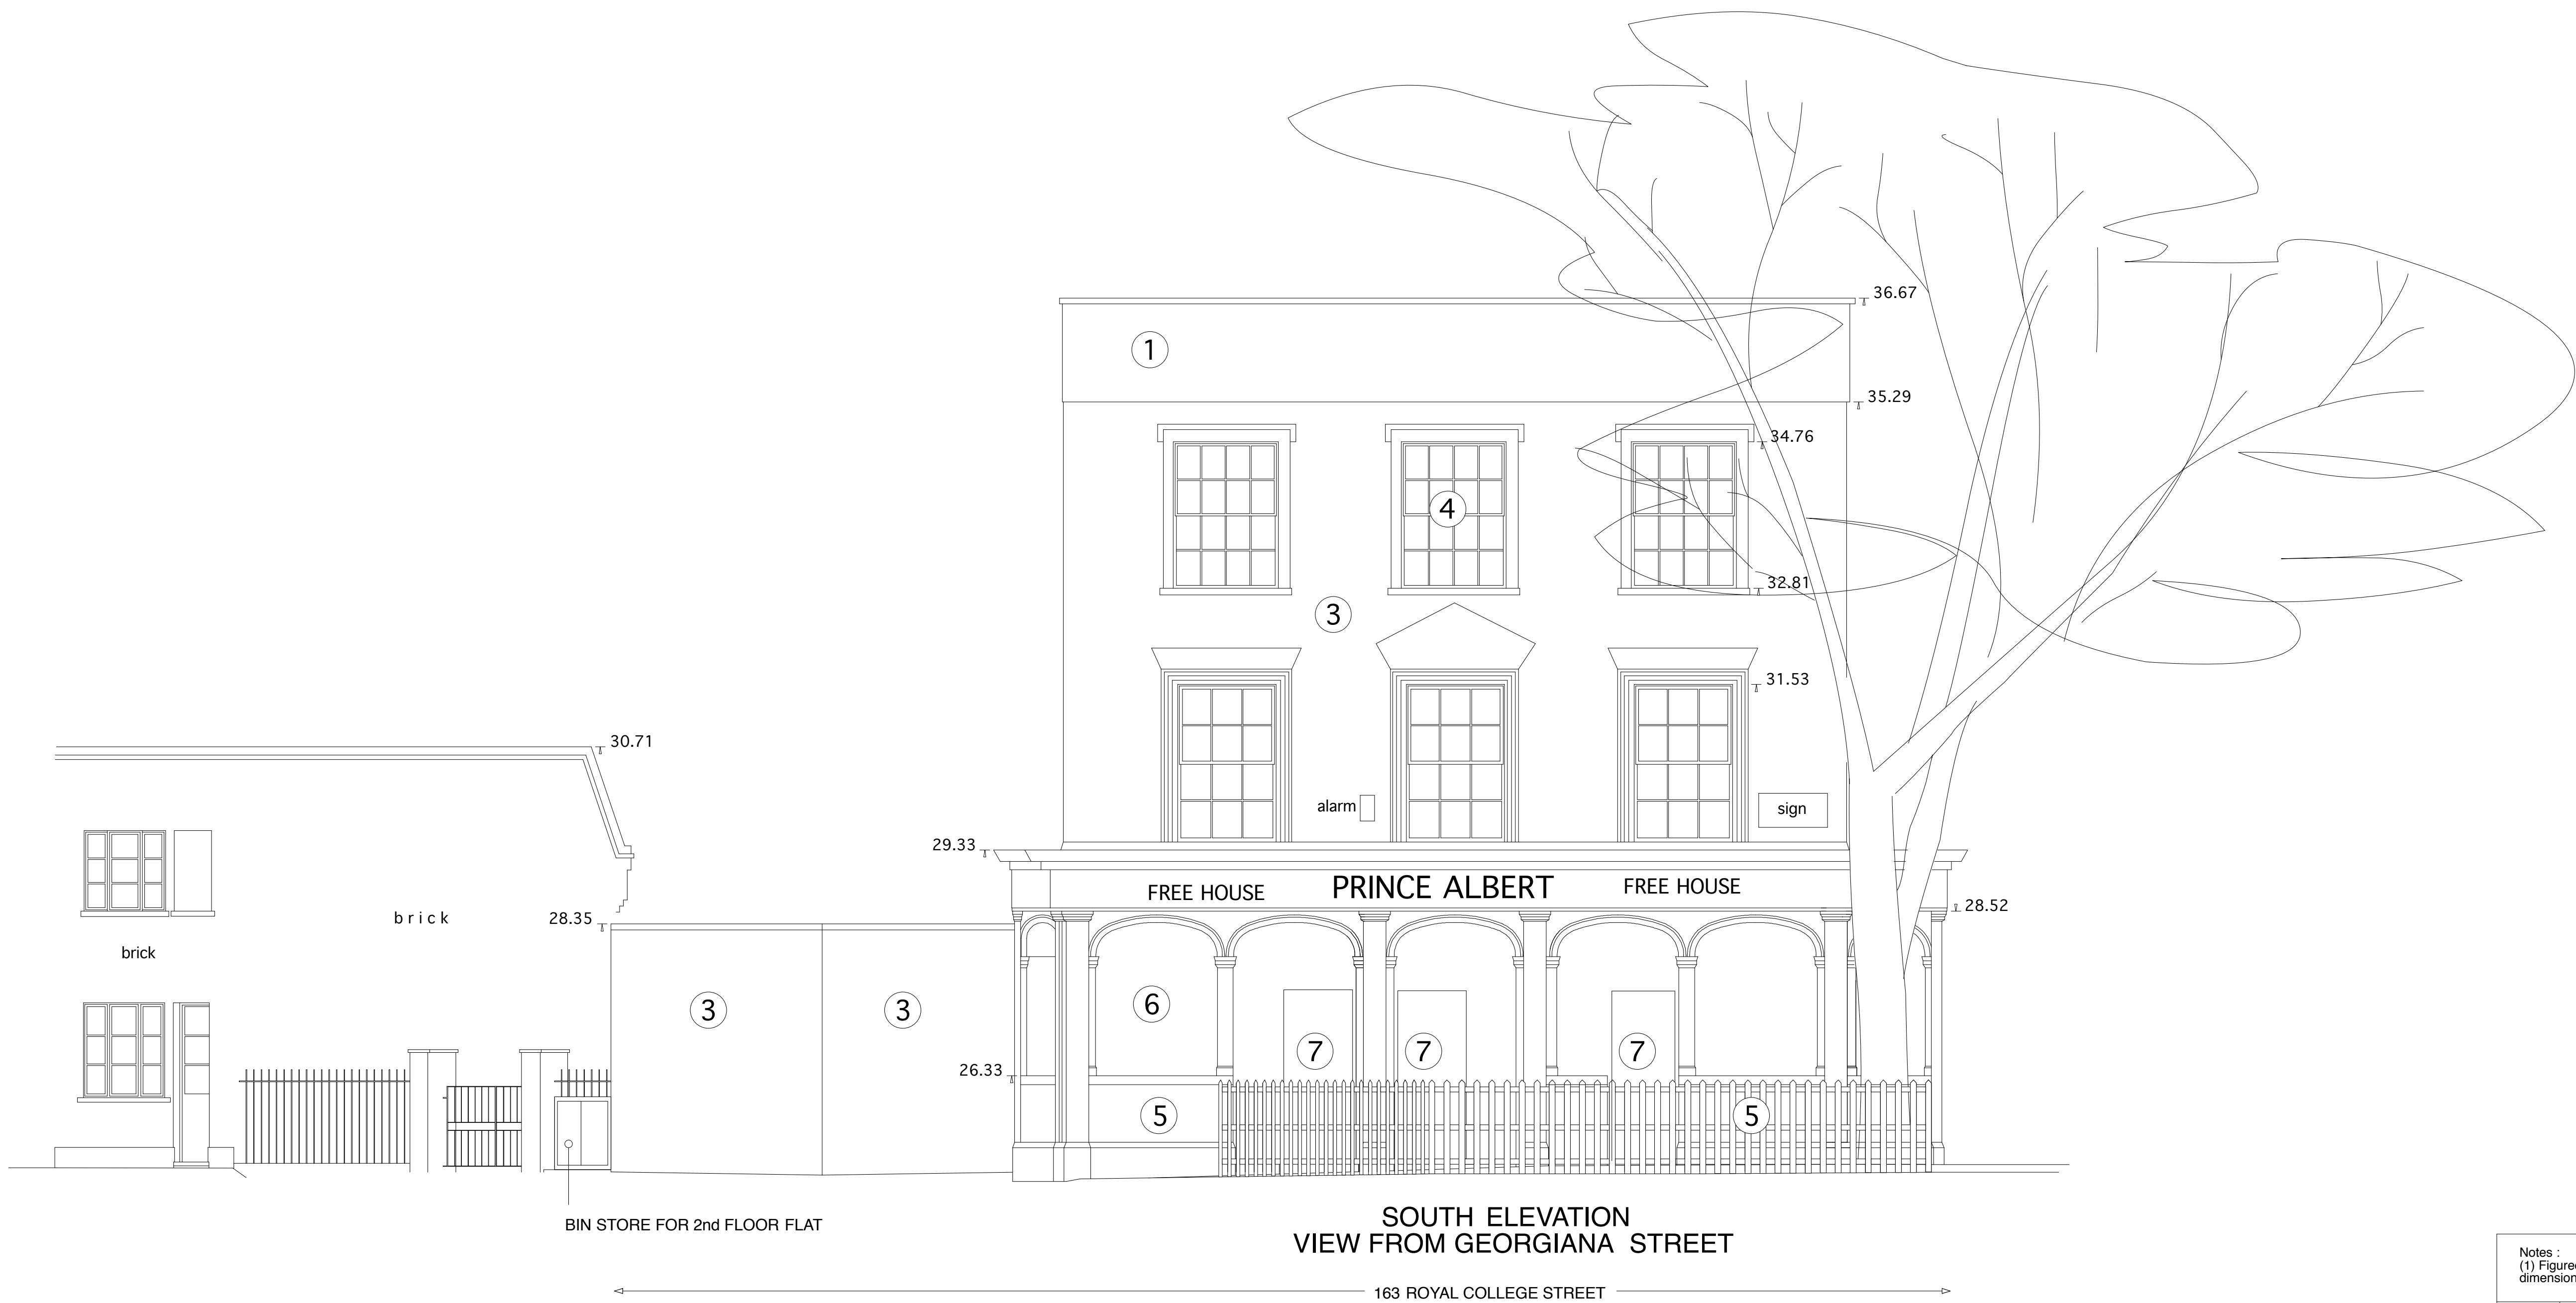 36.67
1
35.29
34.76
4
32.81
3
31.53
30.71
alarm
sign
29.33
FREE HOUSE PRINCE ALBERT FREE HOUSE
28.52
brick
28.35
brick
6
3
3
7
7
7
26.33
5
5
BIN STORE FOR 2nd FLOOR FLAT
SOUTH ELEVATION
VIEW FROM GEORGIANA STREET
163 ROYAL COLLEGE STREET
Notes :
(1) Figured
dimension